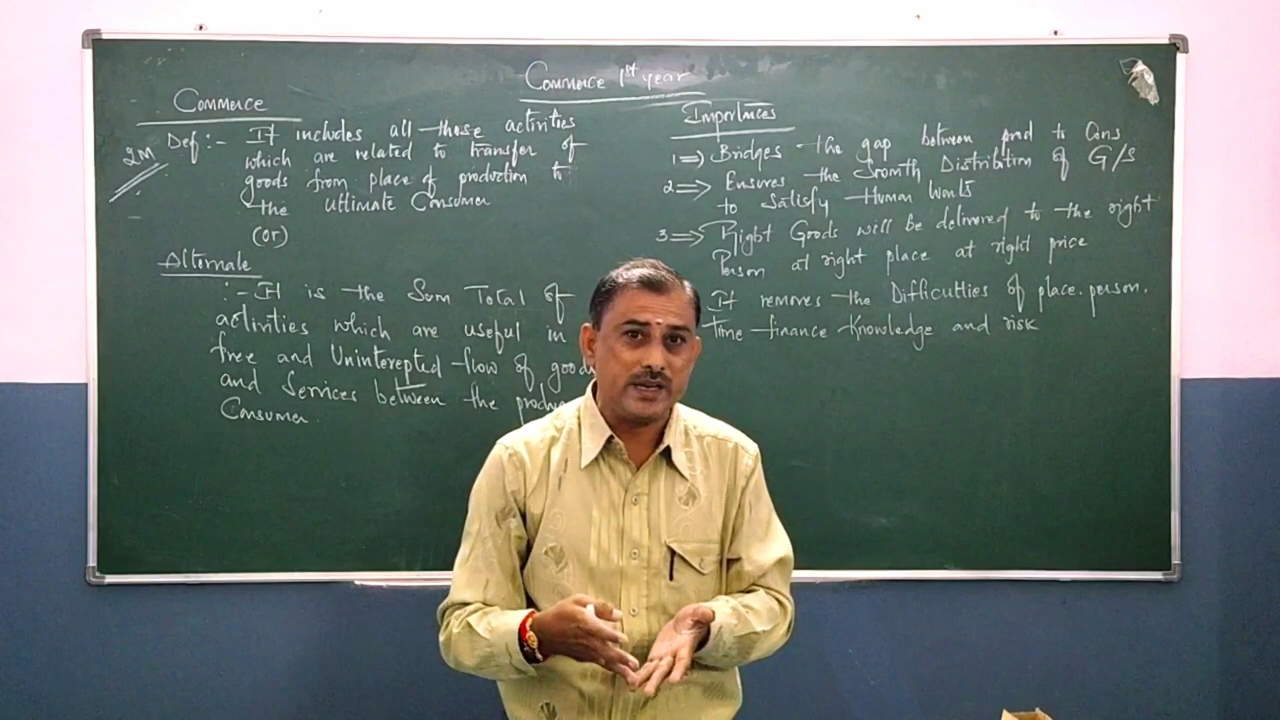 Commerce 1st year
Commerce
2M
Def:- It includes all those activities
which are related to transfer of
goods from place of production to
the ultimate Consumer
(or)
Alternate
:- It is the Sum Total of
activities which are useful in
free and Uninterepted flow of good
and Services between the produ
Consumer.
Importances
1=> Bridges the gap between prod to Cons
2=> Ensures the Smooth Distribution of G/S
to Satisfy Human Wants
3=> Right Goods will be delivered to the right
Person at right place at right price
It removes the Difficulties of place. person.
Time finance Knowledge and risk